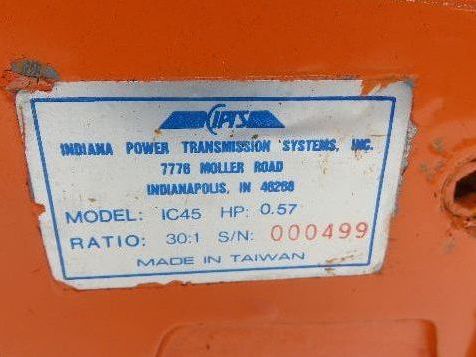 IPTS
INDIANA POWER TRANSMISSION SYSTEMS, INC.
7776 MOLLER ROAD
INDIANAPOLIS, IN 46268
MODEL: IC45 HP: 0.57
RATIO: 30:1 S/N: 000499
MADE IN TAIWAN